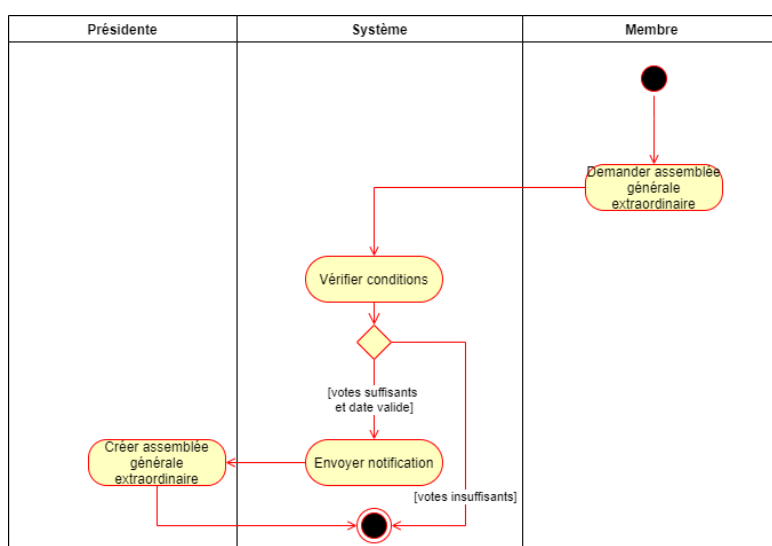 Présidente
Système
Membre
Demander assemblée
générale
extraordinaire
Vérifier conditions
[votes suffisants
et date valide]
Créer assemblée
générale
extraordinaire
Envoyer notification
[votes insuffisants]